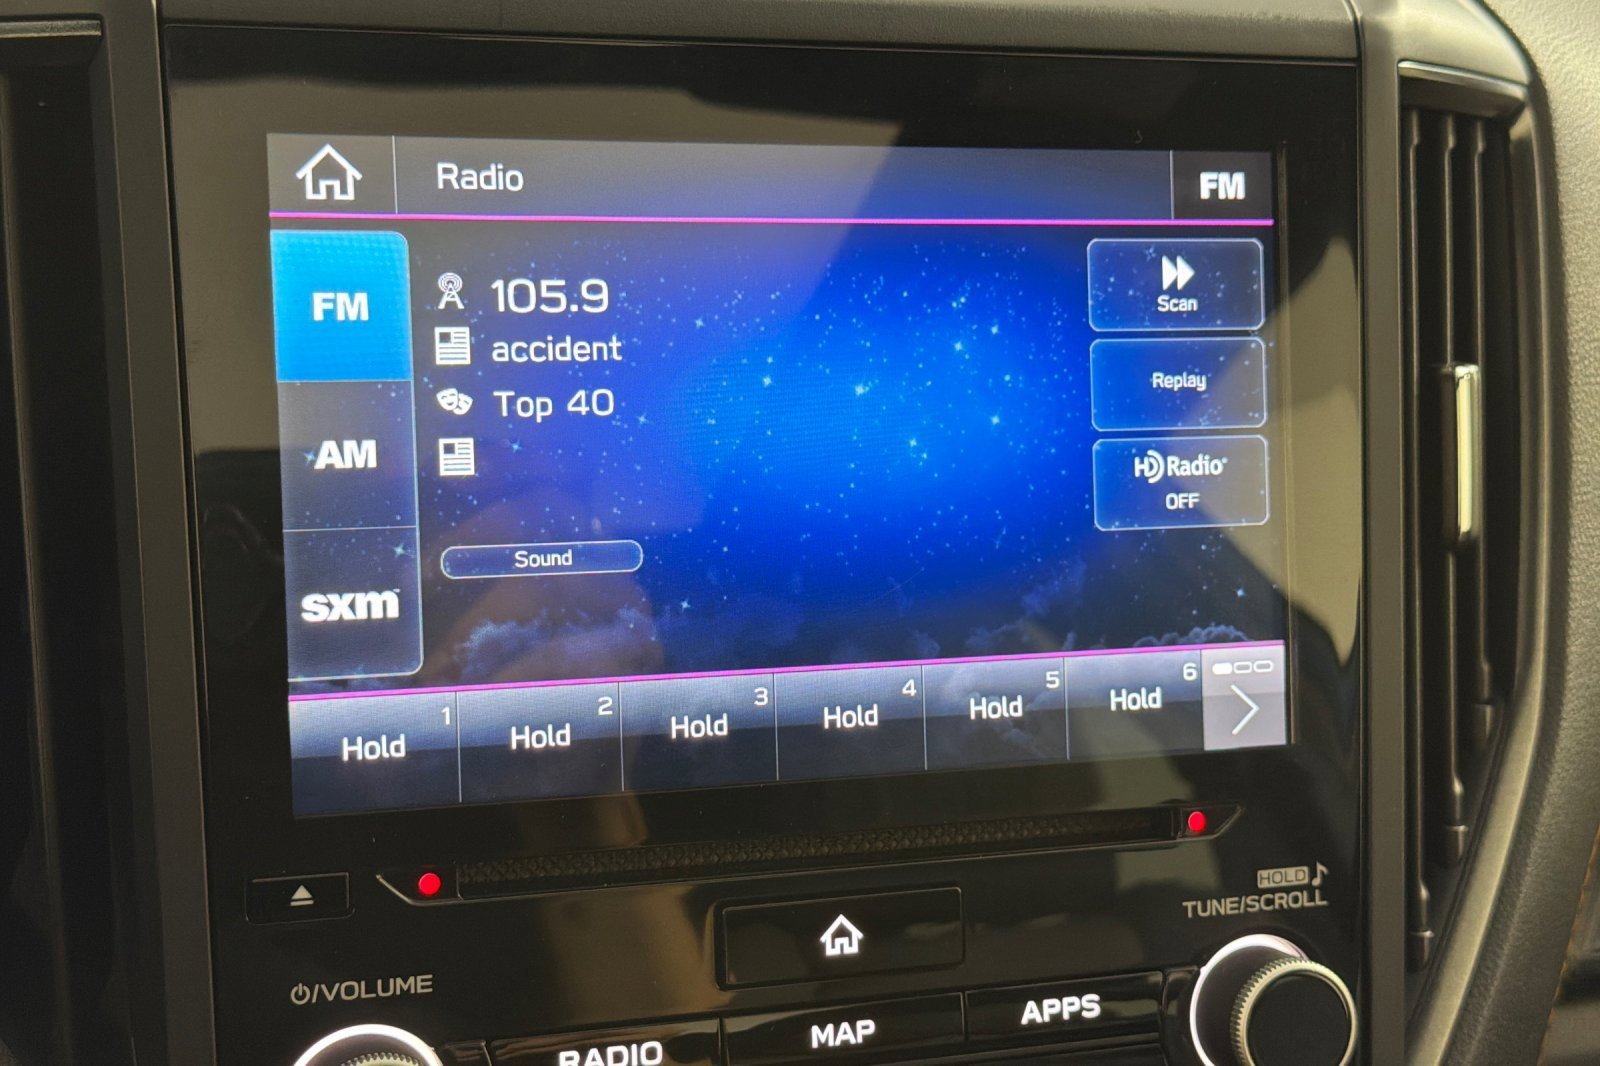 Radio
FM
FM
105.9
accident
Top 40
AM
sxm
Sound
Scan
Replay
HD Radio
OFF
1
Hold
2
Hold
3
Hold
4
Hold
5
Hold
6
Hold
HOLD
TUNE/SCROLL
/VOLUME
RADIO
MAP
APPS